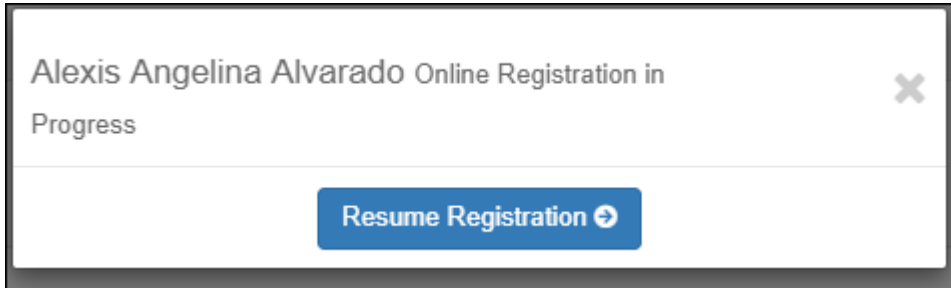 Alexis Angelina Alvarado Online Registration in
Progress
Resume Registration